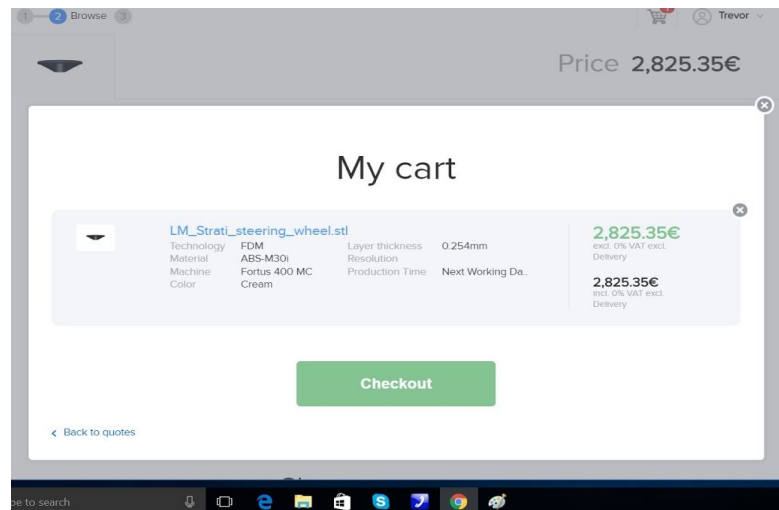 1 2 Browse 3
Trevor
Price 2,825.35€
My cart
LM_Strati_steering_wheel.stl
Technology FDM Layer thickness 0.254mm
Material ABS-M30i Resolution
Machine Fortus 400 MC Production Time Next Working Da..
Color Cream
2,825.35€
excl. 0% VAT excl.
Delivery
2,825.35€
incl. 0% VAT excl.
Delivery
Checkout
Back to quotes
pe to search